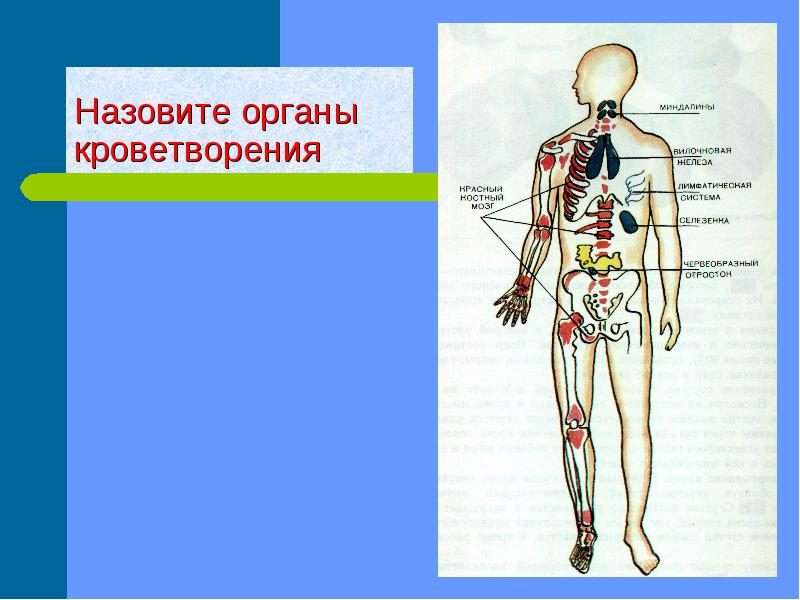 Назовите органы
кроветворения
МИНДАЛИНЫ
ВИЛОЧКОВАЯ
ЖЕЛЕЗА
ЛИМФАТИЧЕСКАЯ
СИСТЕМА
СЕЛЕЗЕНКА
ЧЕРВЕОБРАЗНЫЙ
ОТРОСТОК
КРАСНЫЙ
КОСТНЫЙ
МОЗГ